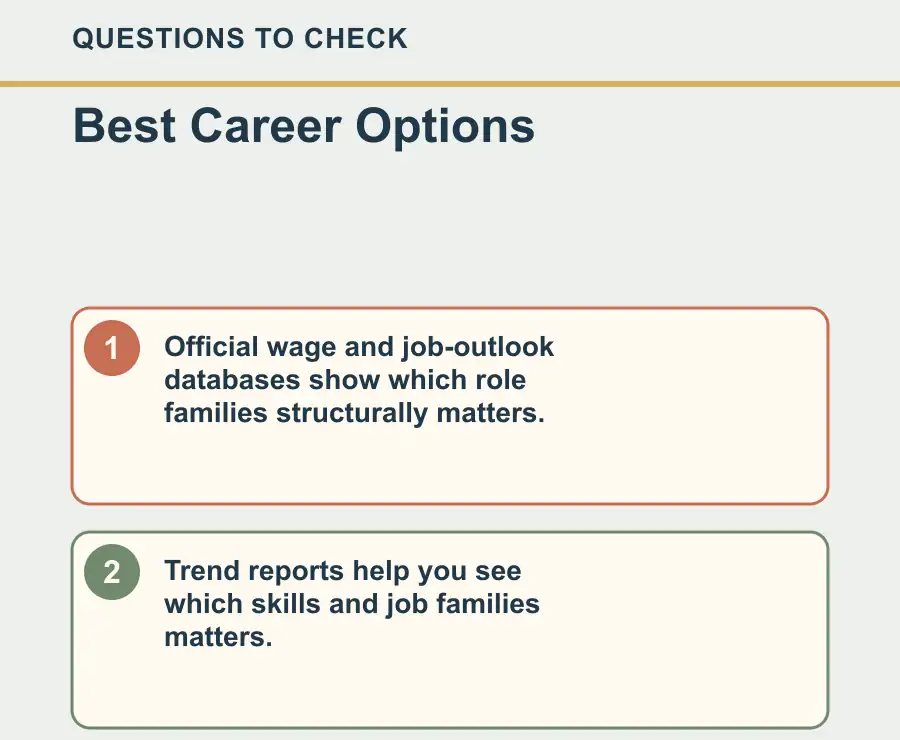 QUESTIONS TO CHECK
Best Career Options
1
Official wage and job-outlook
databases show which role
families structurally matters.
2
Trend reports help you see
which skills and job families
matters.